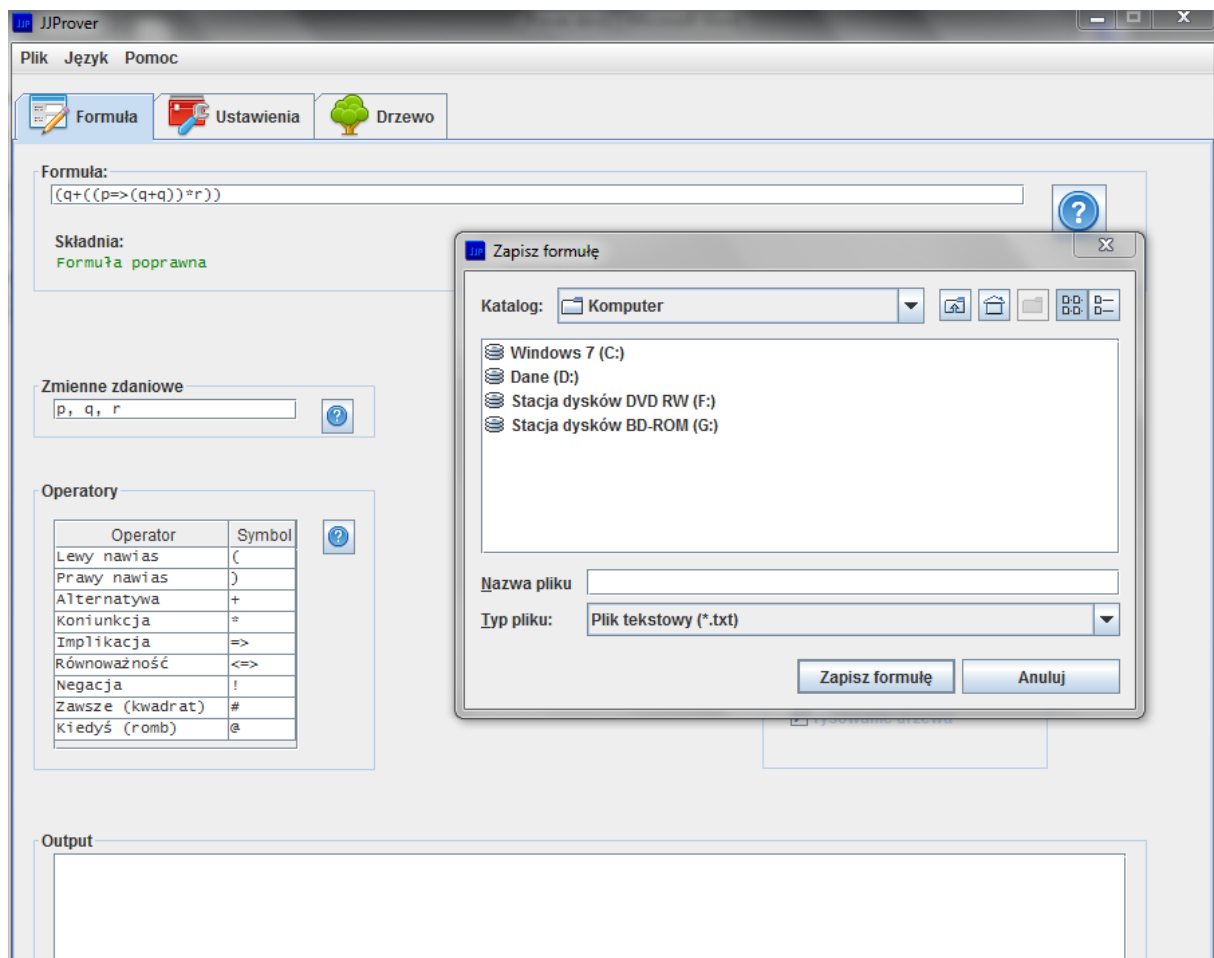 JJP JJProver
Plik Język Pomoc
Formuła Ustawienia Drzewo
Formuła:
(q+((p=>(q+q))*r))
Składnia:
Formuła poprawna
JJP Zapisz formułę
Katalog: Komputer
Windows 7 (C:)
Dane (D:)
Stacja dysków DVD RW (F:)
Stacja dysków BD-ROM (G:)
Nazwa pliku
Typ pliku: Plik tekstowy (*.txt)
Zapisz formułę Anuluj
Zmienne zdaniowe
p, q, r
Operatory
Operator Symbol
Lewy nawias (
Prawy nawias )
Alternatywa +
Koniunkcja *
Implikacja =>
Równoważność <=>
Negacja !
Zawsze (kwadrat) #
Kiedyś (romb) @
Output